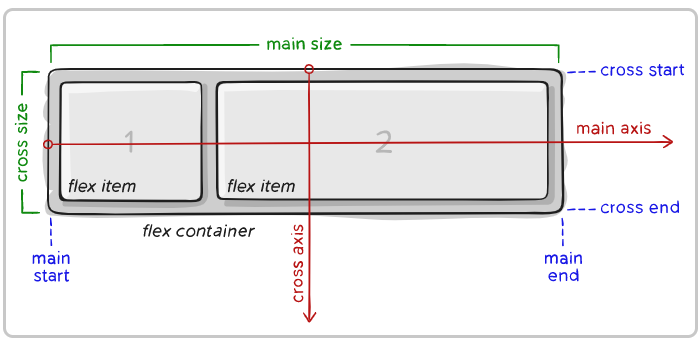 main size
cross start
cross size
main axis
1
2
flex item
flex item
cross end
flex container
cross axis
main
start
main
end